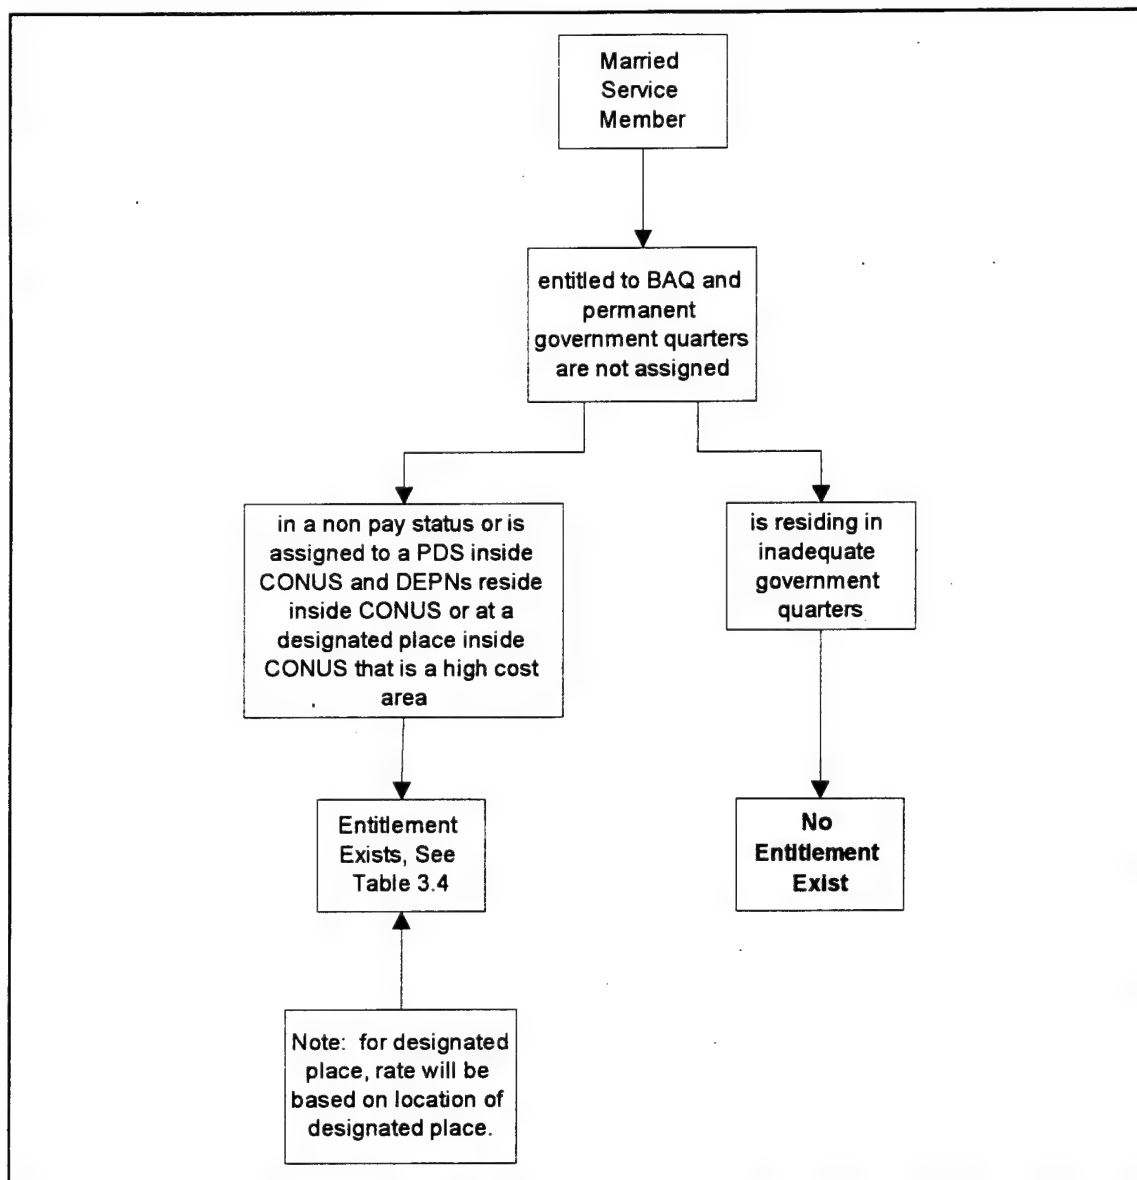 Married
Service
Member
entitled to BAQ and
permanent
government quarters
are not assigned
in a non pay status or is
assigned to a PDS inside
CONUS and DEPNs reside
inside CONUS or at a
designated place inside
CONUS that is a high cost
area
is residing in
inadequate
government
quarters
Entitlement
Exists, See
Table 3.4
No
Entitlement
Exist
Note: for designated
place, rate will be
based on location of
designated place.